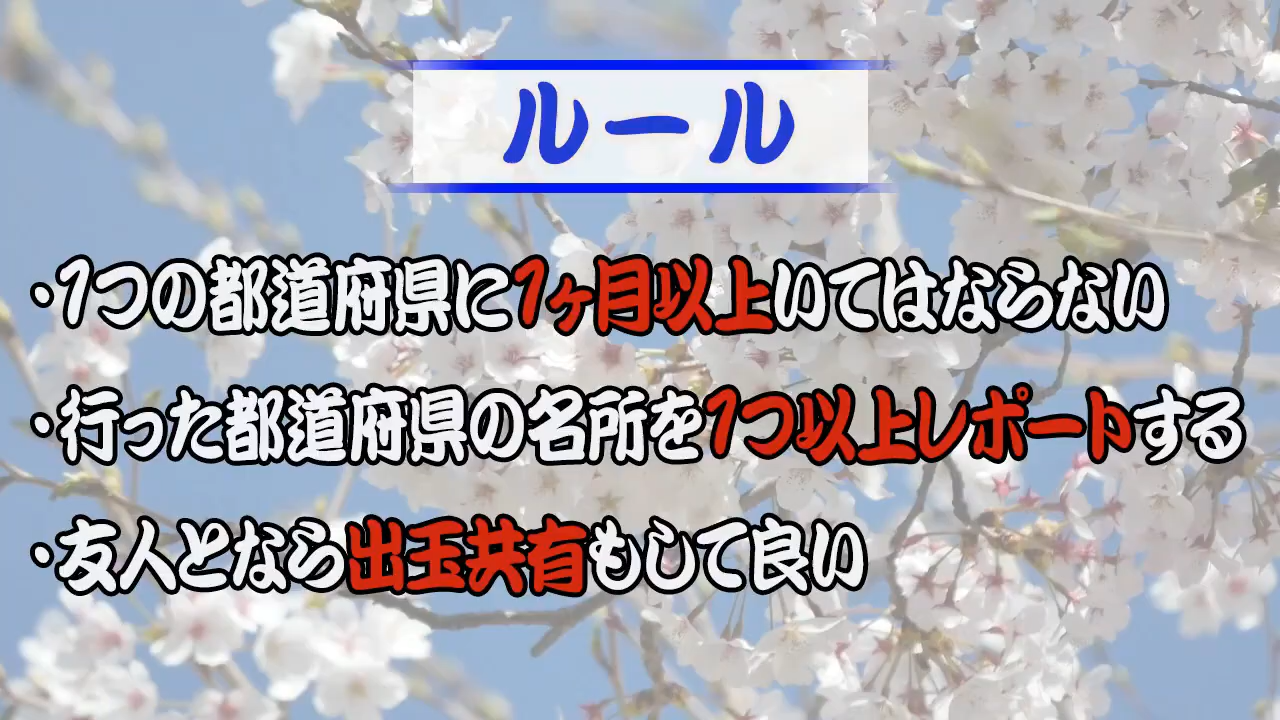 ルール
・1つの都道府県に1ヶ月以上いてはならない
・行った都道府県の名所を1つ以上レポートする
・友人となら出玉共有もして良い